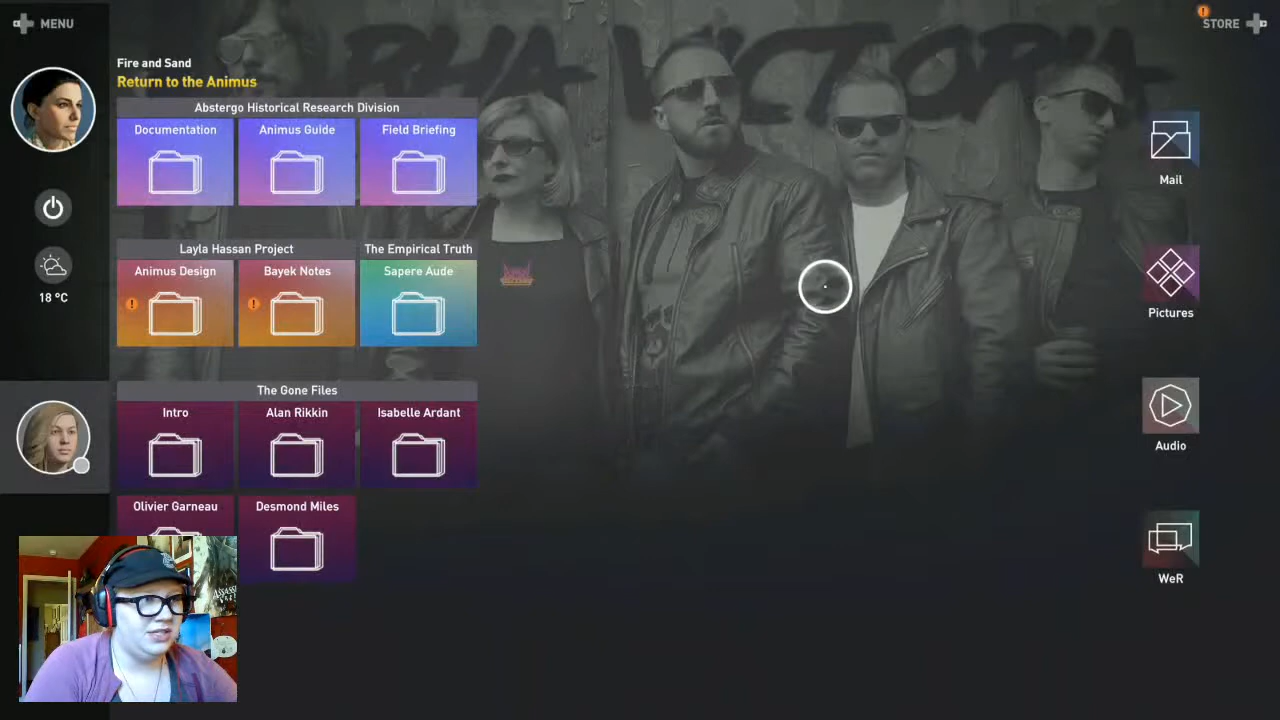 MENU
STORE
Fire and Sand
Return to the Animus
Abstergo Historical Research Division
Documentation
Animus Guide
Field Briefing
Layla Hassan Project
The Empirical Truth
Animus Design
Bayek Notes
Sapere Aude
The Gone Files
Intro
Alan Rikkin
Isabelle Ardant
Olivier Garneau
Desmond Miles
18 °C
Mail
Pictures
Audio
WeR